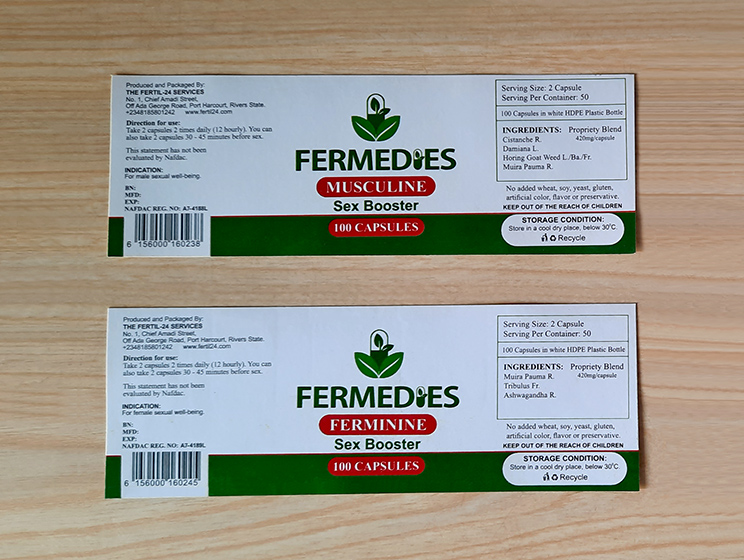 Produced and Packaged By:
THE FERTIL-24 SERVICES
No. 1, Chief Amadi Street,
Off Ada George Road, Port Harcourt, Rivers State.
+2348185801242 www.fertil24.com
Direction for use:
Take 2 capsules 2 times daily (12 hourly). You can
also take 2 capsules 30 - 45 minutes before sex.
This statement has not been
evaluated by Nafdac.
INDICATION:
For male sexual well-being.
BN:
MFD:
EXP:
NAFDAC REG. NO: A7-4188L
6 156000 160238
FERMEDIES
MUSCULINE
Sex Booster
100 CAPSULES
Serving Size: 2 Capsule
Serving Per Container: 50
100 Capsules in white HDPE Plastic Bottle
INGREDIENTS: Propriety Blend
Cistanche R. 420mg/capsule
Damiana L.
Horing Goat Weed L./Ba./Fr.
Muira Pauma R.
No added wheat, soy, yeast, gluten,
artificial color, flavor or preservative.
KEEP OUT OF THE REACH OF CHILDREN
STORAGE CONDITION:
Store in a cool dry place, below 30°C.
Recycle
Produced and Packaged By:
THE FERTIL-24 SERVICES
No. 1, Chief Amadi Street,
Off Ada George Road, Port Harcourt, Rivers State.
+2348185801242 www.fertil24.com
Direction for use:
Take 2 capsules 2 times daily (12 hourly). You can
also take 2 capsules 30 - 45 minutes before sex.
This statement has not been
evaluated by Nafdac.
INDICATION:
For female sexual well-being.
BN:
MFD:
EXP:
NAFDAC REG. NO: A7-4189L
6 156000 160245
FERMEDIES
FERMININE
Sex Booster
100 CAPSULES
Serving Size: 2 Capsule
Serving Per Container: 50
100 Capsules in white HDPE Plastic Bottle
INGREDIENTS: Propriety Blend
Muira Pauma R. 420mg/capsule
Tribulus Fr.
Ashwagandha R.
No added wheat, soy, yeast, gluten,
artificial color, flavor or preservative.
KEEP OUT OF THE REACH OF CHILDREN
STORAGE CONDITION:
Store in a cool dry place, below 30°C.
Recycle